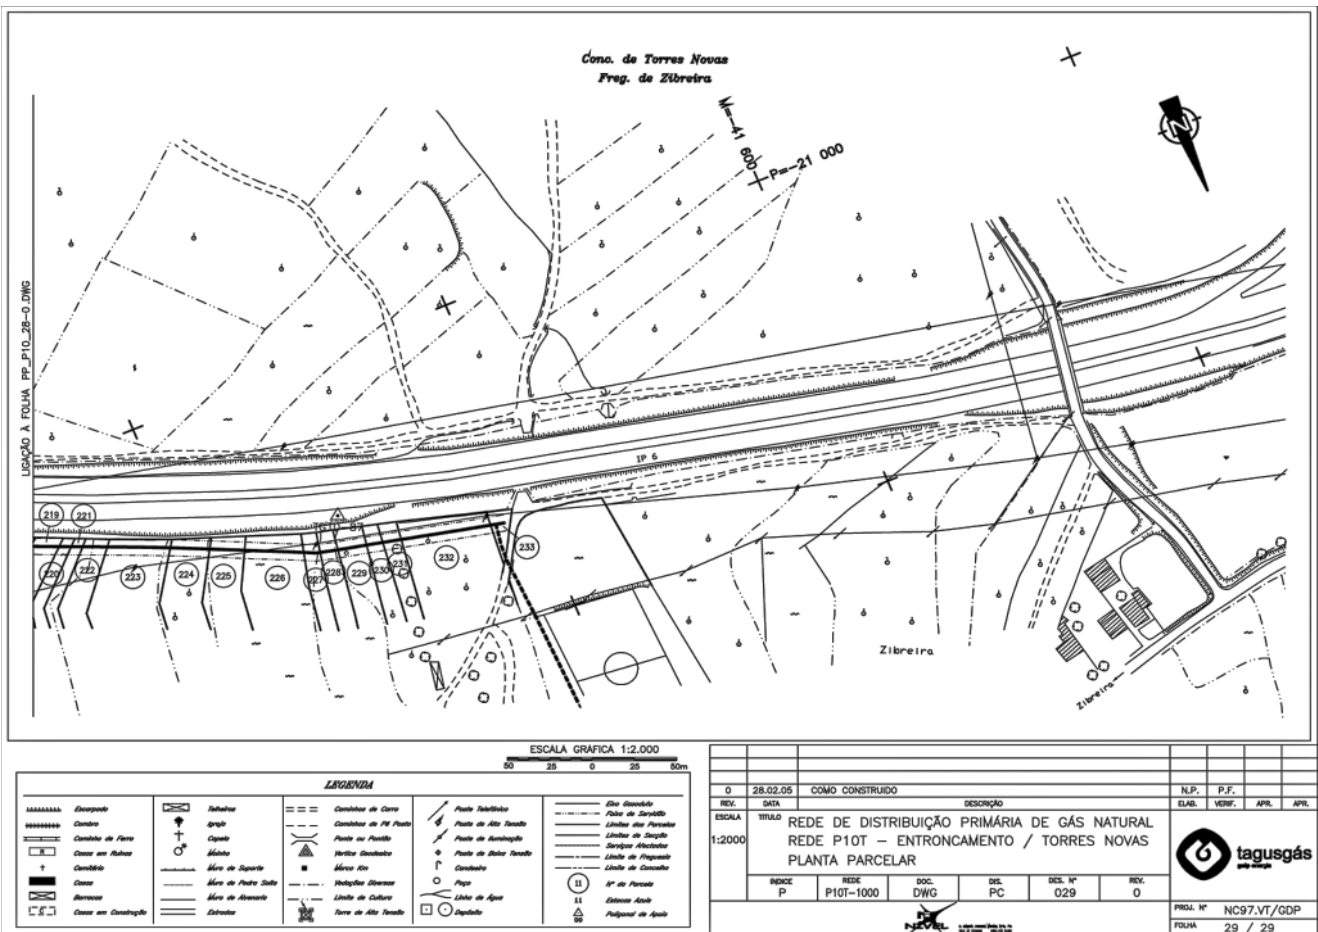 Conc. de Torres Novas
Freg. de Zibreira
M=-41 600
P=-21 000
N
LIGAÇÃO À FOLHA PP_P10_28-0.DWG
IP 6
219
221
220
222
223
224
225
226
227
228
229
230
231
232
233
Zibreira
Zibreira
ESCALA GRÁFICA 1:2.000
50 25 0 25 50m
LEGENDA
Escarpado
Combro
Caminho de Ferro
Casas em Ruínas
Cemitério
Casas
Barracas
Casas em Construção
Telheiros
Igreja
Capela
Moinho
Muro de Suporte
Muro de Pedra Solta
Muro de Alvenaria
Estradas
Caminhos de Carro
Caminhos de Pé Posto
Ponte ou Pontão
Vertice Geodesico
Marco Km
Vedações Diversas
Limite de Cultura
Torre de Alta Tensão
Poste Telefónico
Poste de Alta Tensão
Poste de Iluminação
Poste de Baixa Tensão
Candeeiro
Poço
Linha de Água
Depósito
Eixo Gasoduto
Faixa de Servidão
Limites das Parcelas
Limites de Secção
Serviços Afectados
Limite de Freguesia
Limite de Concelho
11 Nº da Parcela
11
Poligonal de Apoio
0 28.02.05 COMO CONSTRUIDO N.P. P.F.
REV. DATA DESCRIÇÃO ELAB. VERIF. APR. APR.
ESCALA
1:2000
TITULO REDE DE DISTRIBUIÇÃO PRIMÁRIA DE GÁS NATURAL
REDE P10T – ENTRONCAMENTO / TORRES NOVAS
PLANTA PARCELAR
INDICE REDE DOC. DIS. DES. Nº REV.
P P10T-1000 DWG PC 029 0
tagusgás
galp energia
NIVEL
PROJ. Nº NC97.VT/GDP
FOLHA 29 / 29